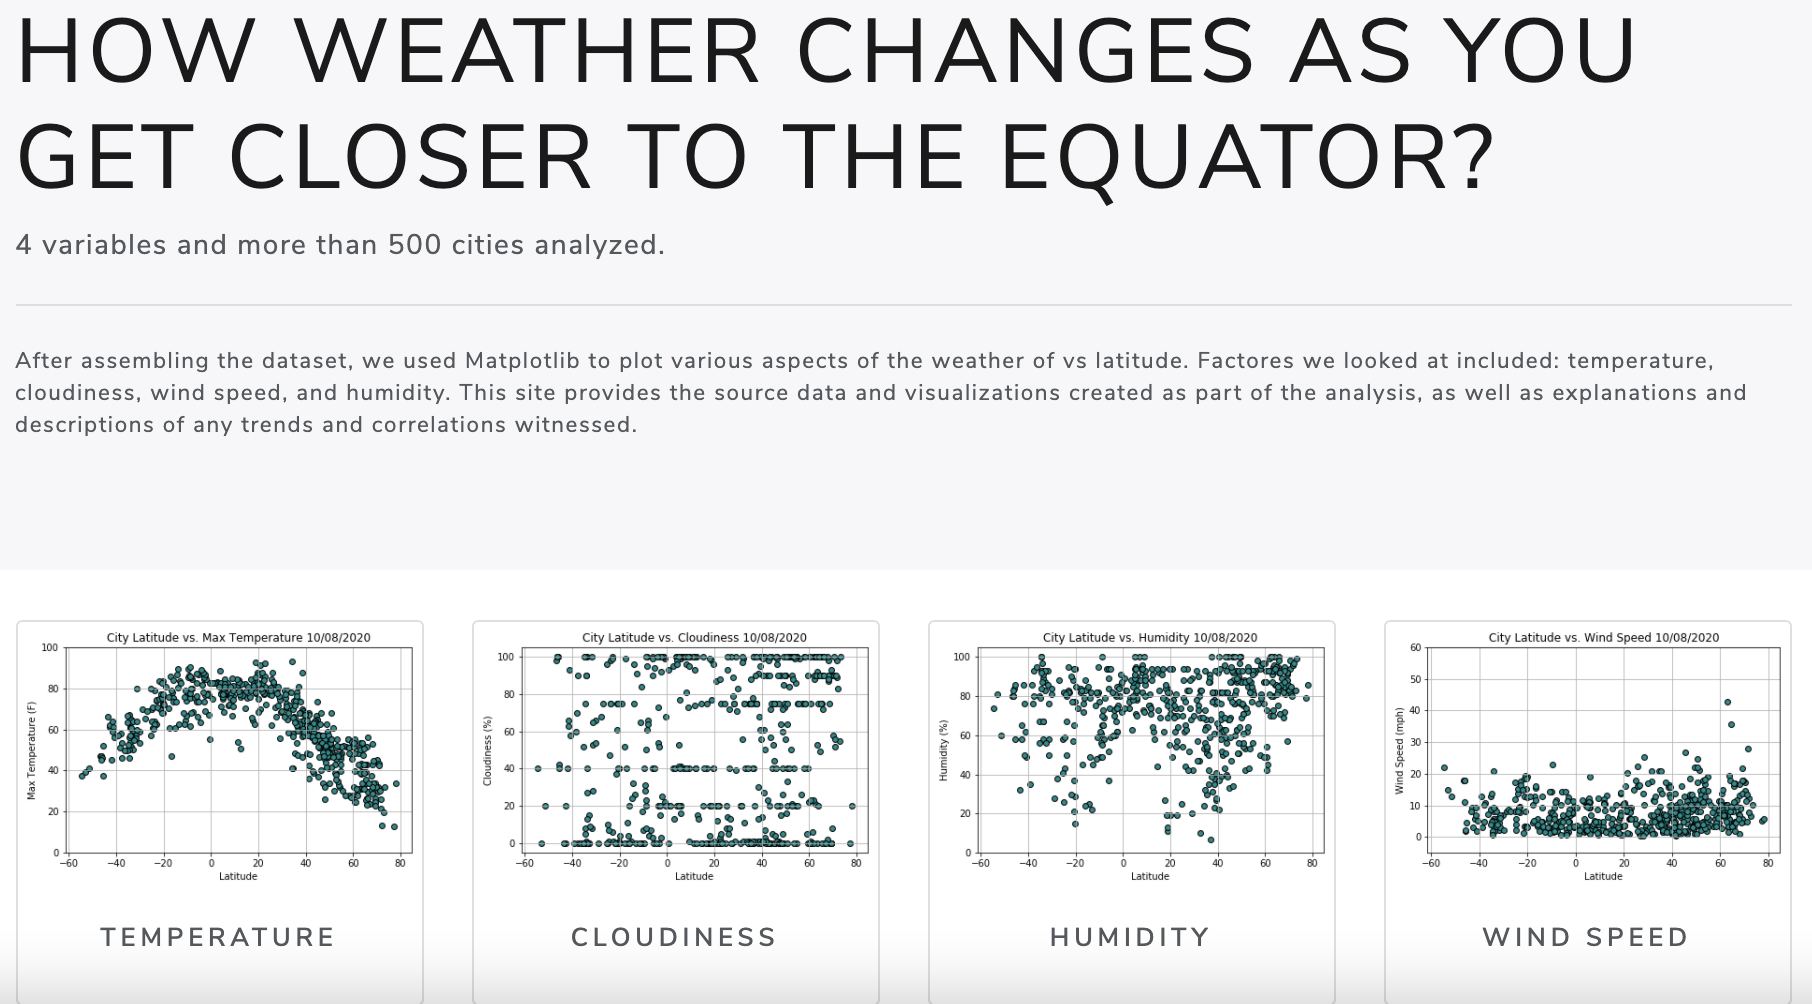 HOW WEATHER CHANGES AS YOU
GET CLOSER TO THE EQUATOR?
4 variables and more than 500 cities analyzed.
After assembling the dataset, we used Matplotlib to plot various aspects of the weather of vs latitude. Factores we looked at included: temperature,
cloudiness, wind speed, and humidity. This site provides the source data and visualizations created as part of the analysis, as well as explanations and
descriptions of any trends and correlations witnessed.
City Latitude vs. Max Temperature 10/08/2020
Max Temperature (F)
100
80
60
40
20
0
−60 −40 −20 0 20 40 60 80
Latitude
TEMPERATURE
City Latitude vs. Cloudiness 10/08/2020
Cloudiness (%)
100
80
60
40
20
0
−60 −40 −20 0 20 40 60 80
Latitude
CLOUDINESS
City Latitude vs. Humidity 10/08/2020
Humidity (%)
100
80
60
40
20
0
−60 −40 −20 0 20 40 60 80
Latitude
HUMIDITY
City Latitude vs. Wind Speed 10/08/2020
Wind Speed (mph)
60
50
40
30
20
10
0
−60 −40 −20 0 20 40 60 80
Latitude
WIND SPEED